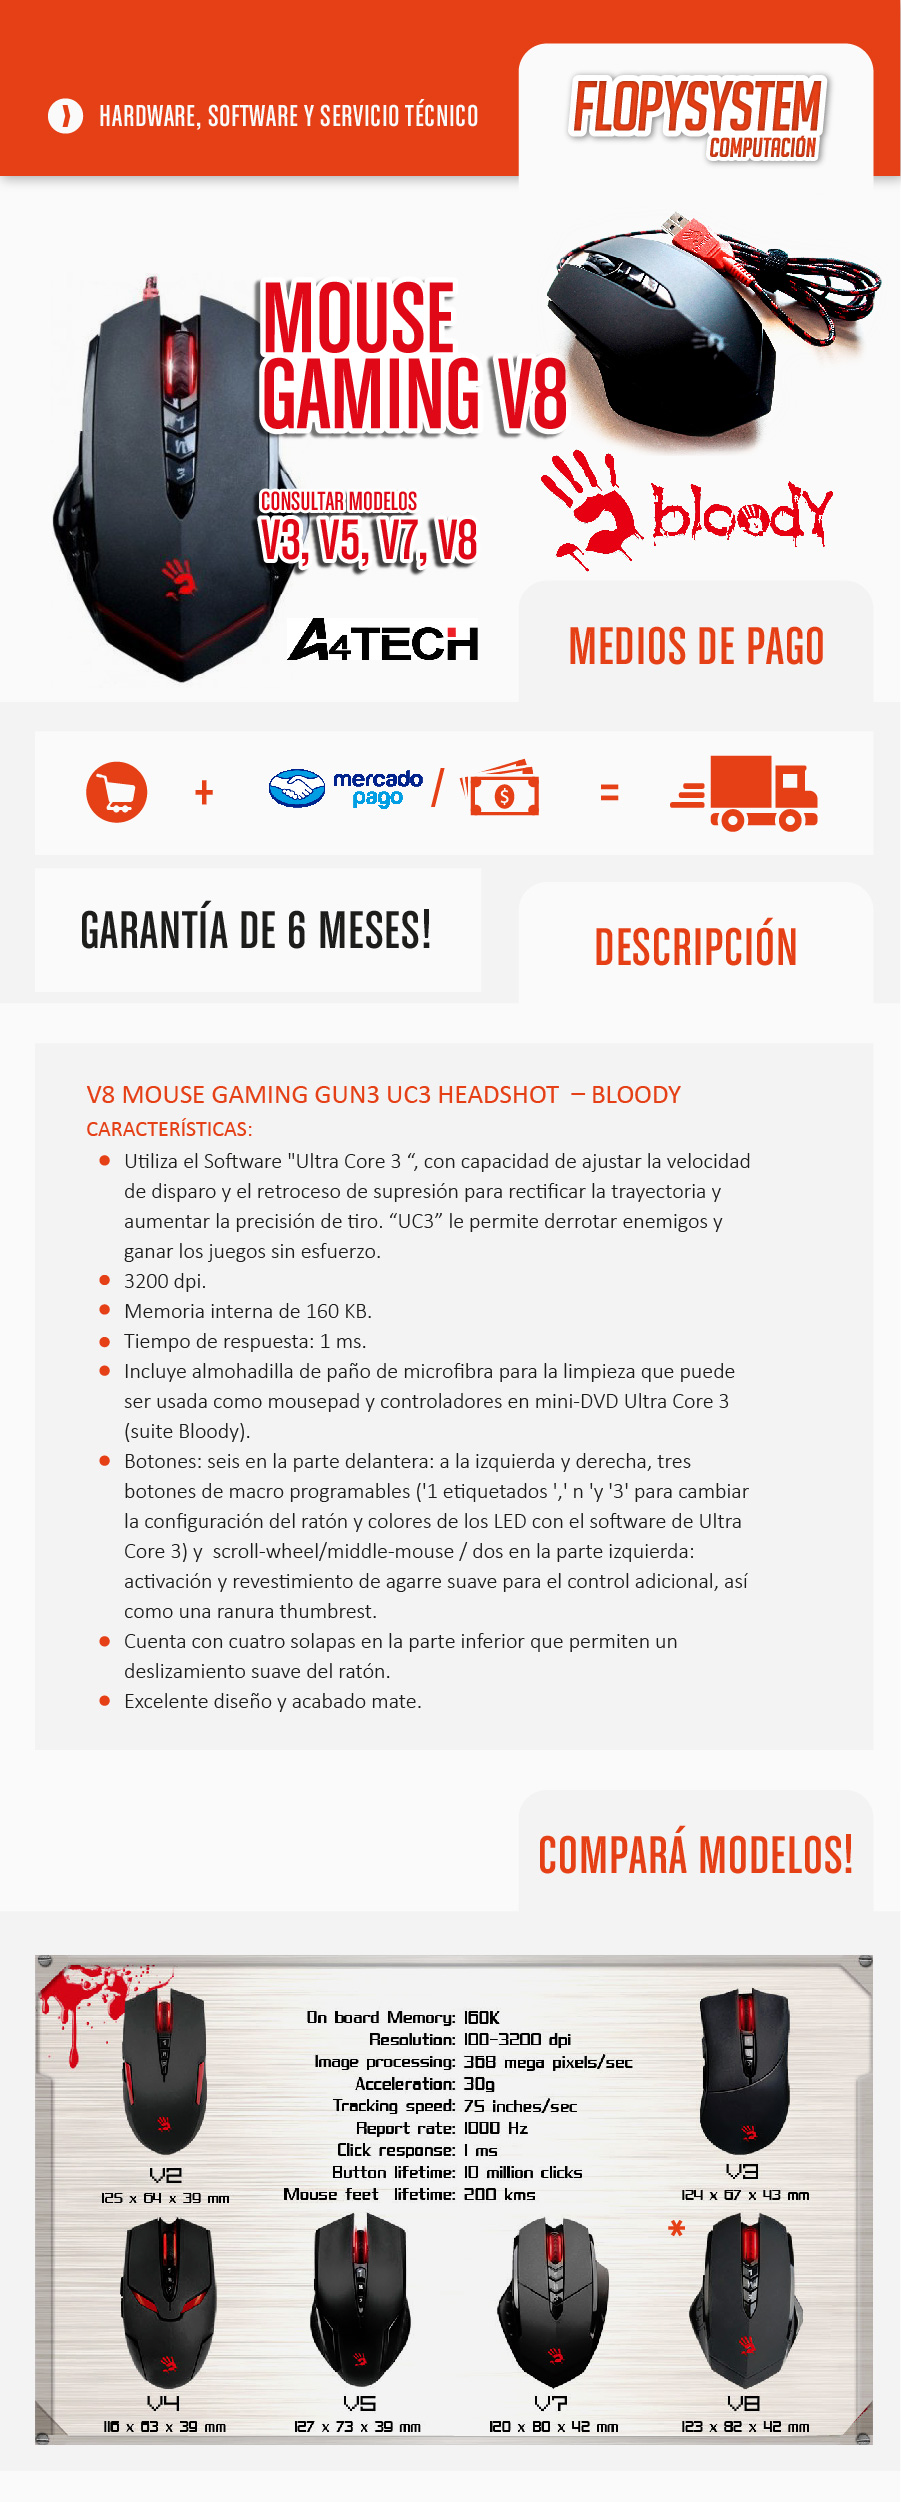 HARDWARE, SOFTWARE Y SERVICIO TÉCNICO
FLOPYSYSTEM
COMPUTACIÓN
MOUSE
GAMING V8
CONSULTAR MODELOS
V3, V5, V7, V8
bloody
A4TECH
MEDIOS DE PAGO
+ mercado pago / $ =
GARANTÍA DE 6 MESES!
DESCRIPCIÓN
V8 MOUSE GAMING GUN3 UC3 HEADSHOT – BLOODY
CARACTERÍSTICAS:
Utiliza el Software "Ultra Core 3 “, con capacidad de ajustar la velocidad
de disparo y el retroceso de supresión para rectificar la trayectoria y
aumentar la precisión de tiro. “UC3” le permite derrotar enemigos y
ganar los juegos sin esfuerzo.
3200 dpi.
Memoria interna de 160 KB.
Tiempo de respuesta: 1 ms.
Incluye almohadilla de paño de microfibra para la limpieza que puede
ser usada como mousepad y controladores en mini-DVD Ultra Core 3
(suite Bloody).
Botones: seis en la parte delantera: a la izquierda y derecha, tres
botones de macro programables ('1 etiquetados ',' n 'y '3' para cambiar
la configuración del ratón y colores de los LED con el software de Ultra
Core 3) y scroll-wheel/middle-mouse / dos en la parte izquierda:
activación y revestimiento de agarre suave para el control adicional, así
como una ranura thumbrest.
Cuenta con cuatro solapas en la parte inferior que permiten un
deslizamiento suave del ratón.
Excelente diseño y acabado mate.
COMPARÁ MODELOS!
On board Memory: 160K
Resolution: 100-3200 dpi
Image processing: 368 mega pixels/sec
Acceleration: 30g
Tracking speed: 75 inches/sec
Report rate: 1000 Hz
Click response: 1 ms
Button lifetime: 10 million clicks
Mouse feet lifetime: 200 kms
V2
125 x 64 x 39 mm
V3
124 x 67 x 43 mm
*
V4
116 x 63 x 39 mm
V5
127 x 73 x 39 mm
V7
120 x 80 x 42 mm
V8
123 x 82 x 42 mm